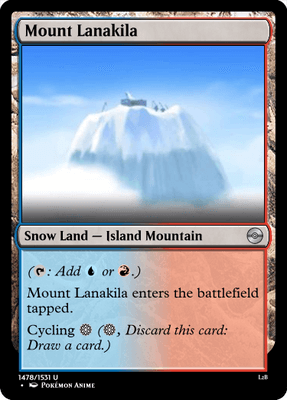 Mount Lanakila
Snow Land — Island Mountain
(: Add or .)
Mount Lanakila enters the battlefield
tapped.
Cycling (, Discard this card:
Draw a card.)
1478/1531 U
LzB
• Pokémon Anime